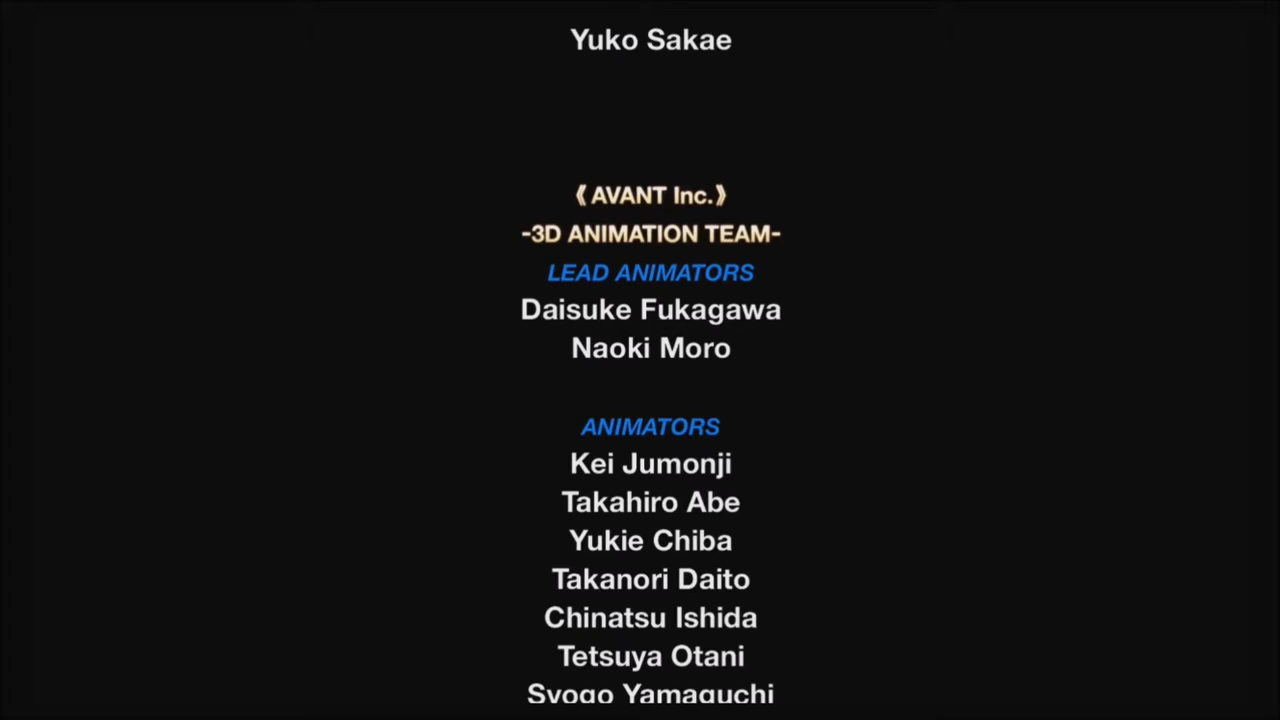 Yuko Sakae
《 AVANT Inc.》
-3D ANIMATION TEAM-
LEAD ANIMATORS
Daisuke Fukagawa
Naoki Moro
ANIMATORS
Kei Jumonji
Takahiro Abe
Yukie Chiba
Takanori Daito
Chinatsu Ishida
Tetsuya Otani
Syogo Yamaguchi